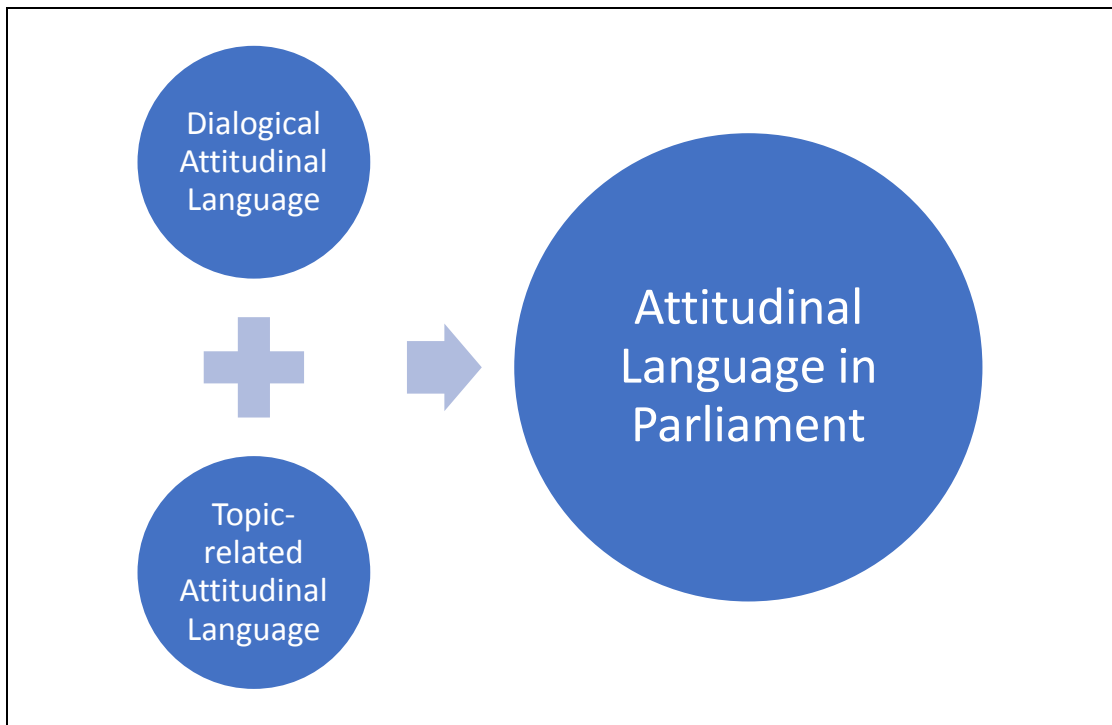 Dialogical
Attitudinal
Language
Topic-
related
Attitudinal
Language
Attitudinal
Language in
Parliament